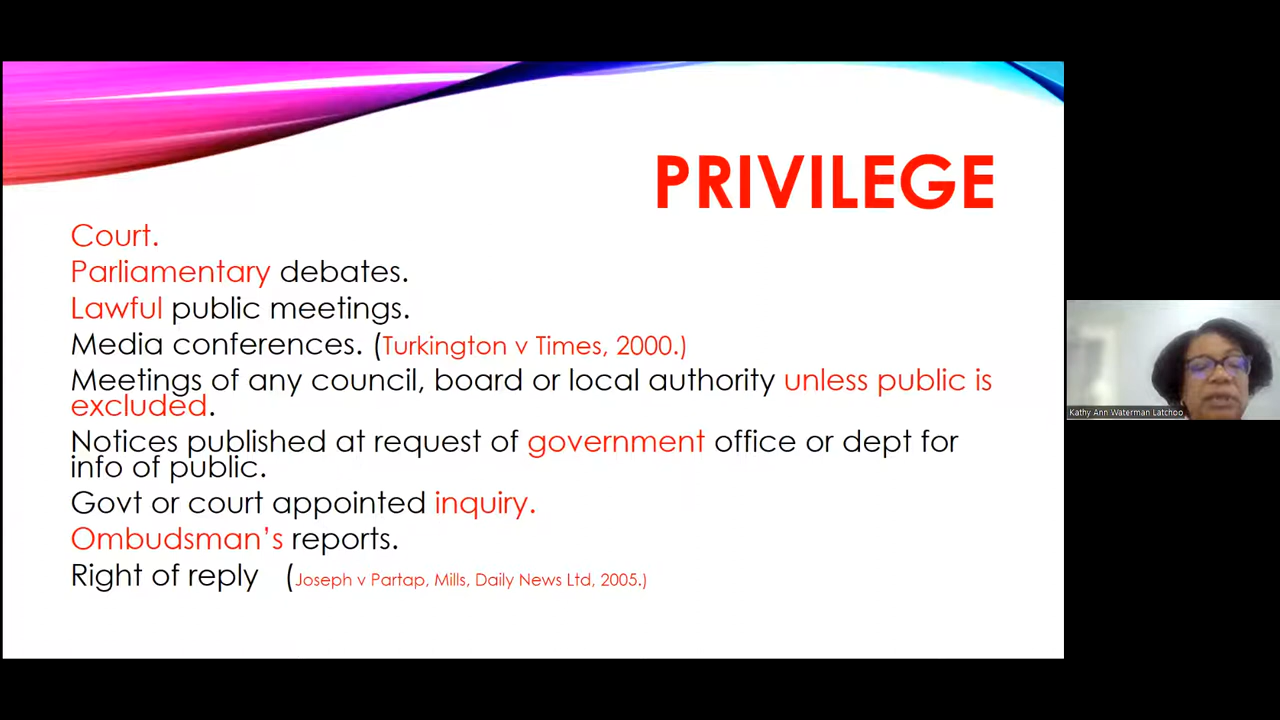 PRIVILEGE
Court.
Parliamentary debates.
Lawful public meetings.
Media conferences. (Turkington v Times, 2000.)
Meetings of any council, board or local authority unless public is
excluded.
Notices published at request of government office or dept for
info of public.
Govt or court appointed inquiry.
Ombudsman's reports.
Right of reply (Joseph v Partap, Mills, Daily News Ltd, 2005.)
Kathy Ann Waterman Latchoo